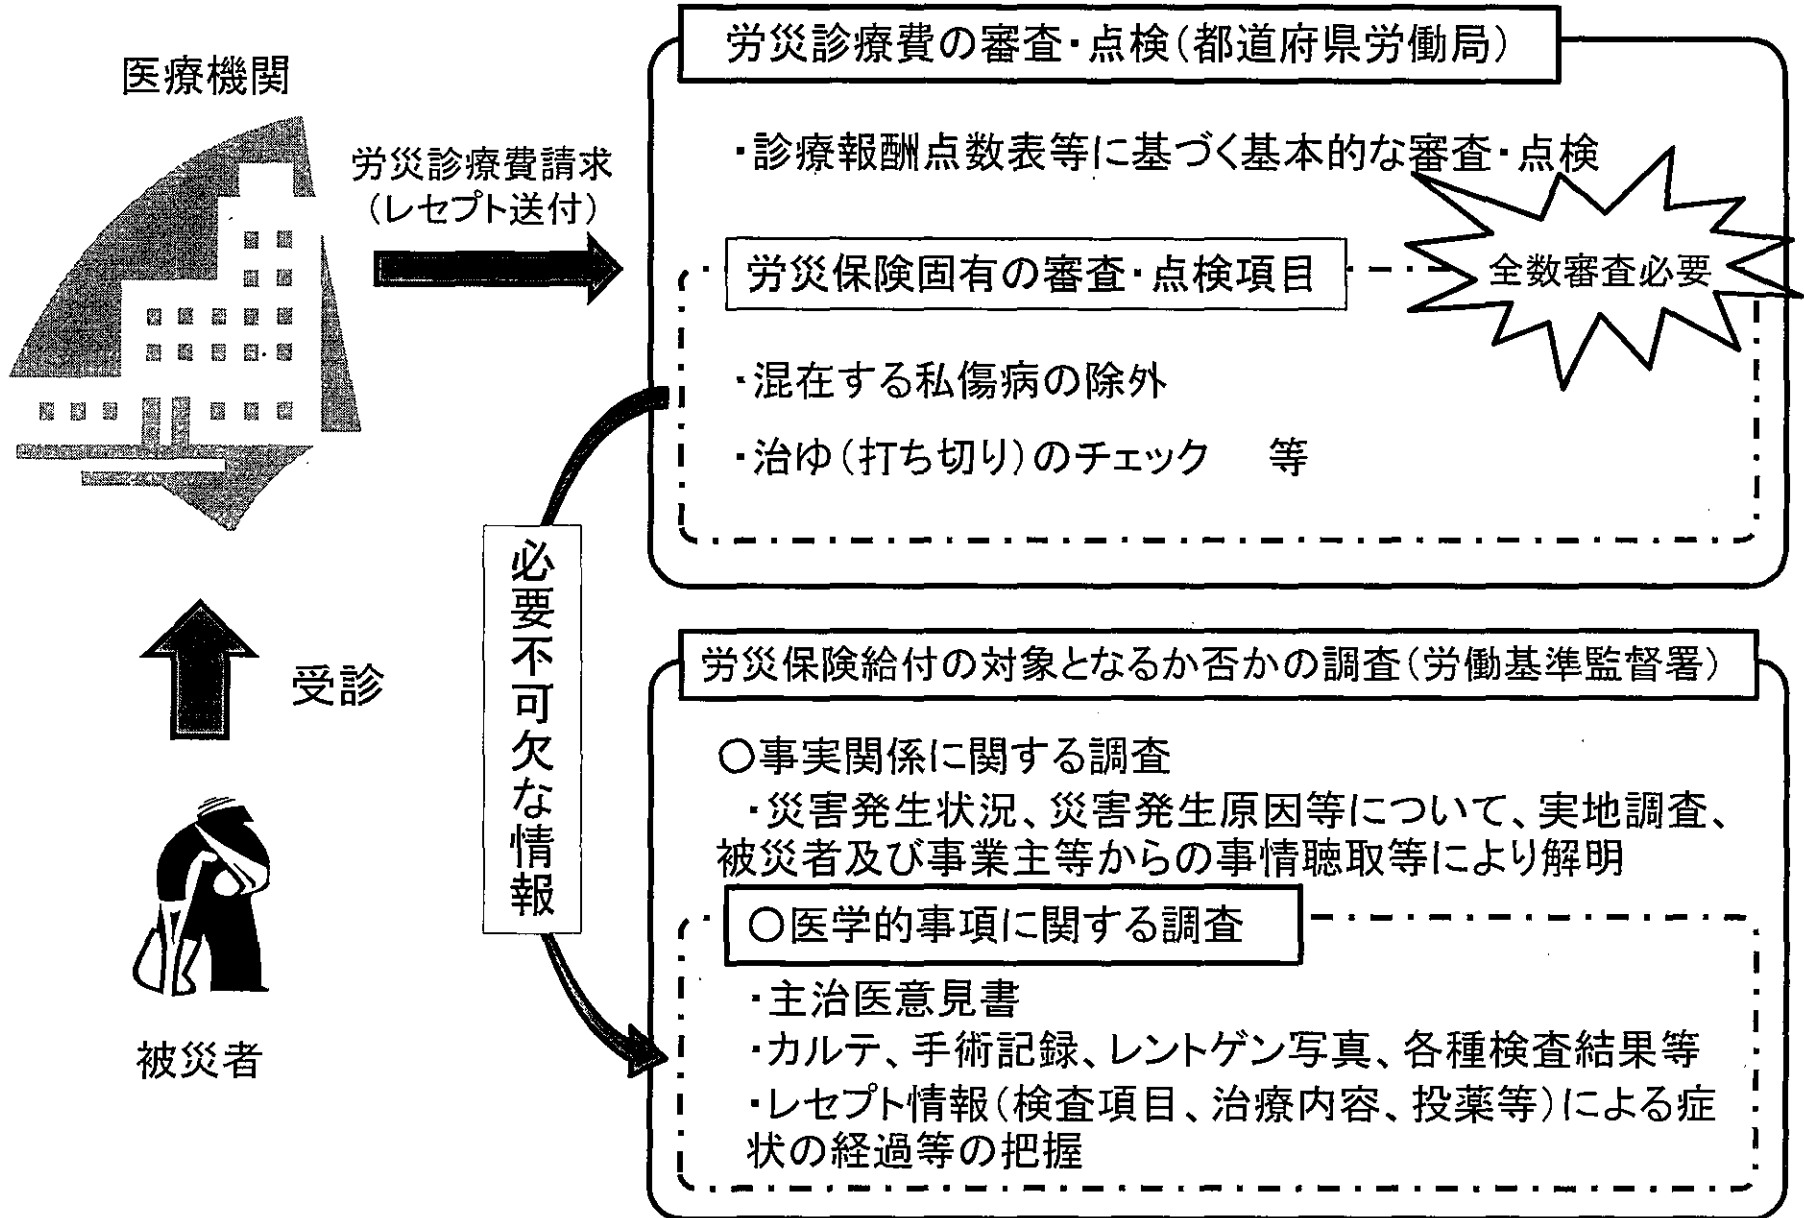 医療機関
労災診療費請求
（レセプト送付）
受診
被災者
労災診療費の審査・点検（都道府県労働局）
・診療報酬点数表等に基づく基本的な審査・点検
全数審査必要
労災保険固有の審査・点検項目
・混在する私傷病の除外
・治ゆ（打ち切り）のチェック　等
必要不可欠な情報
労災保険給付の対象となるか否かの調査（労働基準監督署）
○事実関係に関する調査
・災害発生状況、災害発生原因等について、実地調査、
被災者及び事業主等からの事情聴取等により解明
○医学的事項に関する調査
・主治医意見書
・カルテ、手術記録、レントゲン写真、各種検査結果等
・レセプト情報（検査項目、治療内容、投薬等）による症
状の経過等の把握